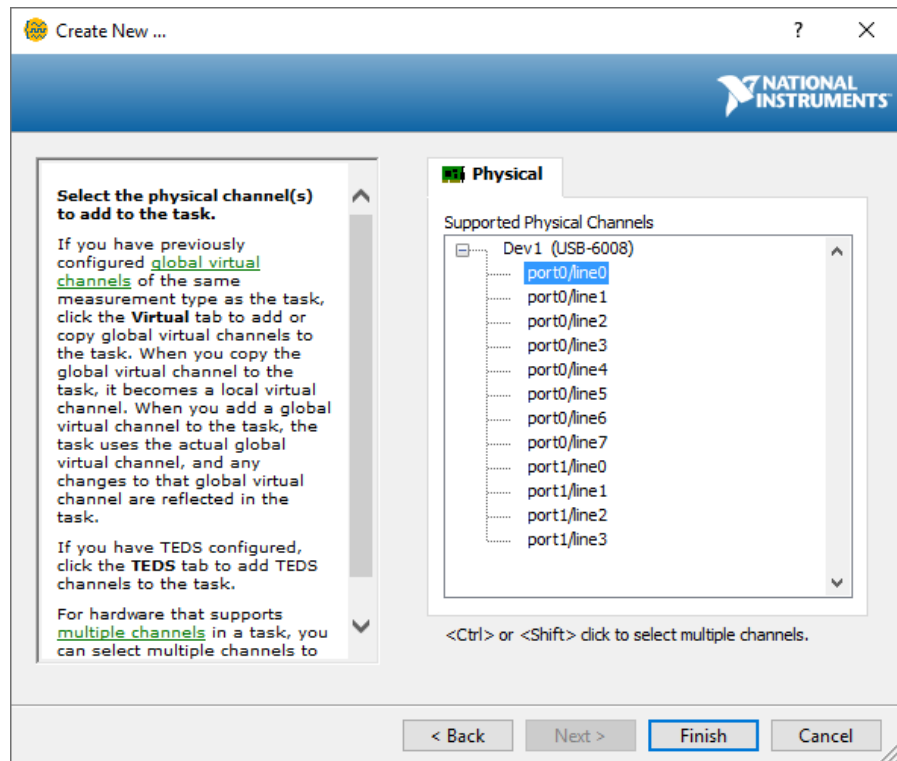 Create New ...
NATIONAL
INSTRUMENTS
Select the physical channel(s)
to add to the task.
If you have previously
configured global virtual
channels of the same
measurement type as the task,
click the Virtual tab to add or
copy global virtual channels to
the task. When you copy the
global virtual channel to the
task, it becomes a local virtual
channel. When you add a global
virtual channel to the task, the
task uses the actual global
virtual channel, and any
changes to that global virtual
channel are reflected in the
task.
If you have TEDS configured,
click the TEDS tab to add TEDS
channels to the task.
For hardware that supports
multiple channels in a task, you
can select multiple channels to
Physical
Supported Physical Channels
Dev1 (USB-6008)
port0/line0
port0/line1
port0/line2
port0/line3
port0/line4
port0/line5
port0/line6
port0/line7
port1/line0
port1/line1
port1/line2
port1/line3
<Ctrl> or <Shift> click to select multiple channels.
< Back Next > Finish Cancel